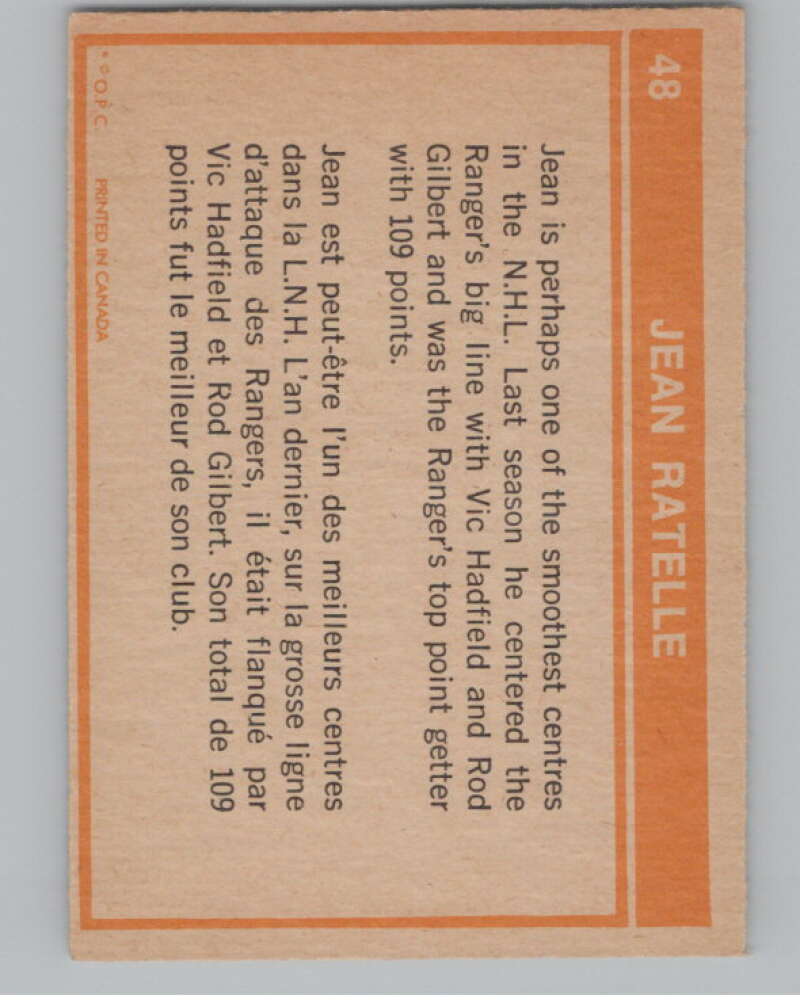 48 JEAN RATELLE
Jean is perhaps one of the smoothest centres
in the N.H.L. Last season he centered the
Ranger's big line with Vic Hadfield and Rod
Gilbert and was the Ranger's top point getter
with 109 points.
Jean est peut-être l'un des meilleurs centres
dans la L.N.H. L'an dernier, sur la grosse ligne
d'attaque des Rangers, il était flanqué par
Vic Hadfield et Rod Gilbert. Son total de 109
points fut le meilleur de son club.
* © O.P.C. PRINTED IN CANADA